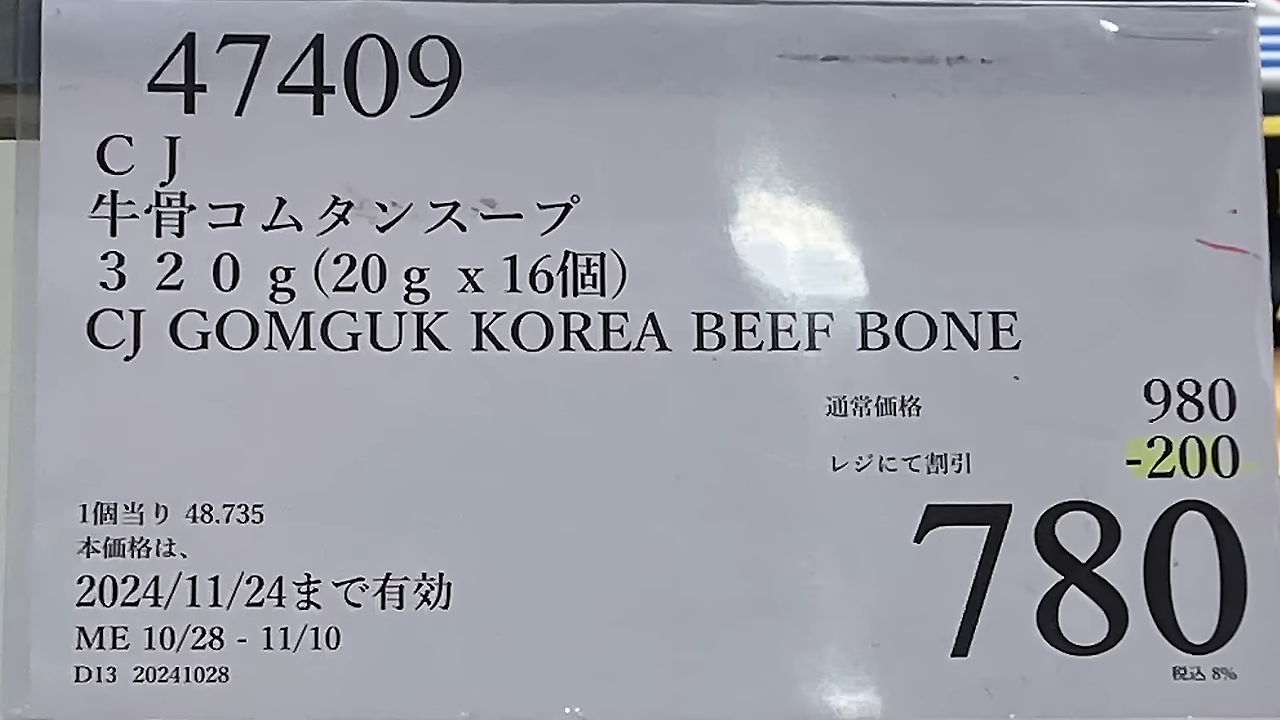 47409
ＣＪ
牛骨コムタンスープ
３２０ｇ(20ｇ x 16個)
CJ GOMGUK KOREA BEEF BONE
通常価格 980
レジにて割引 -200
780
税込 8%
1個当り 48.735
本価格は、
2024/11/24まで有効
ME 10/28 - 11/10
D13 20241028